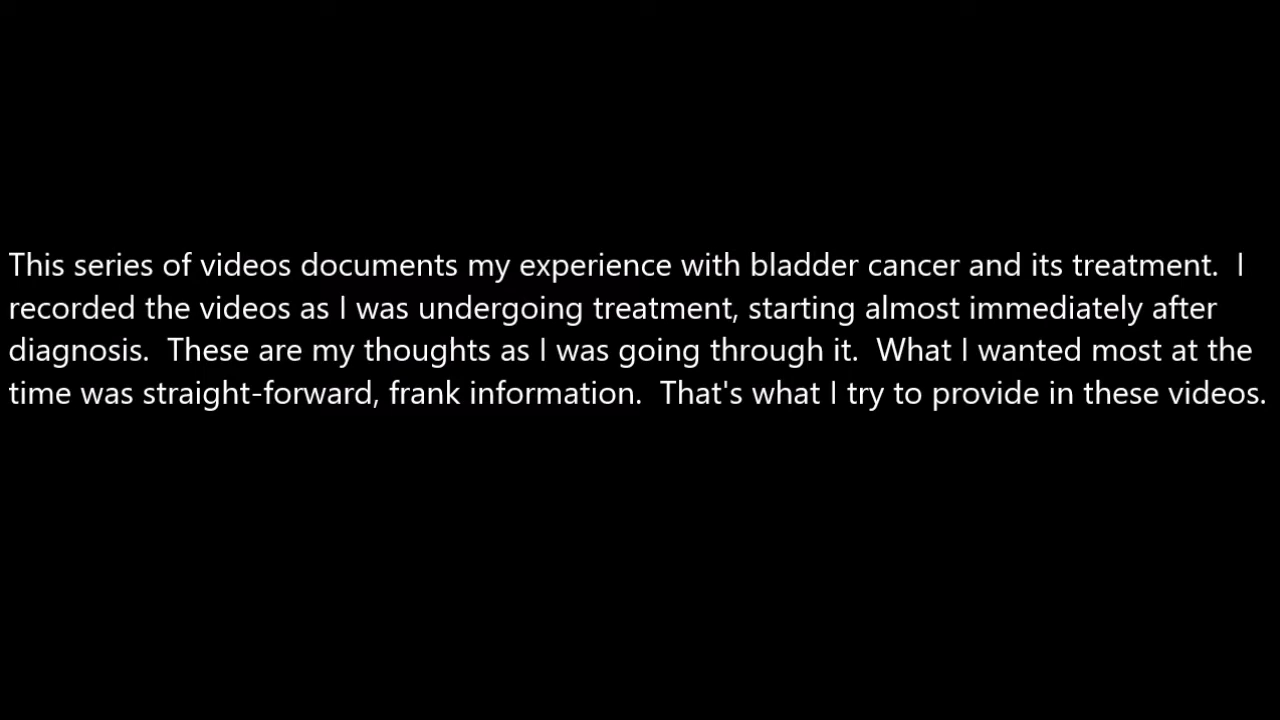 This series of videos documents my experience with bladder cancer and its treatment.  I
recorded the videos as I was undergoing treatment, starting almost immediately after
diagnosis.  These are my thoughts as I was going through it.  What I wanted most at the
time was straight-forward, frank information.  That's what I try to provide in these videos.